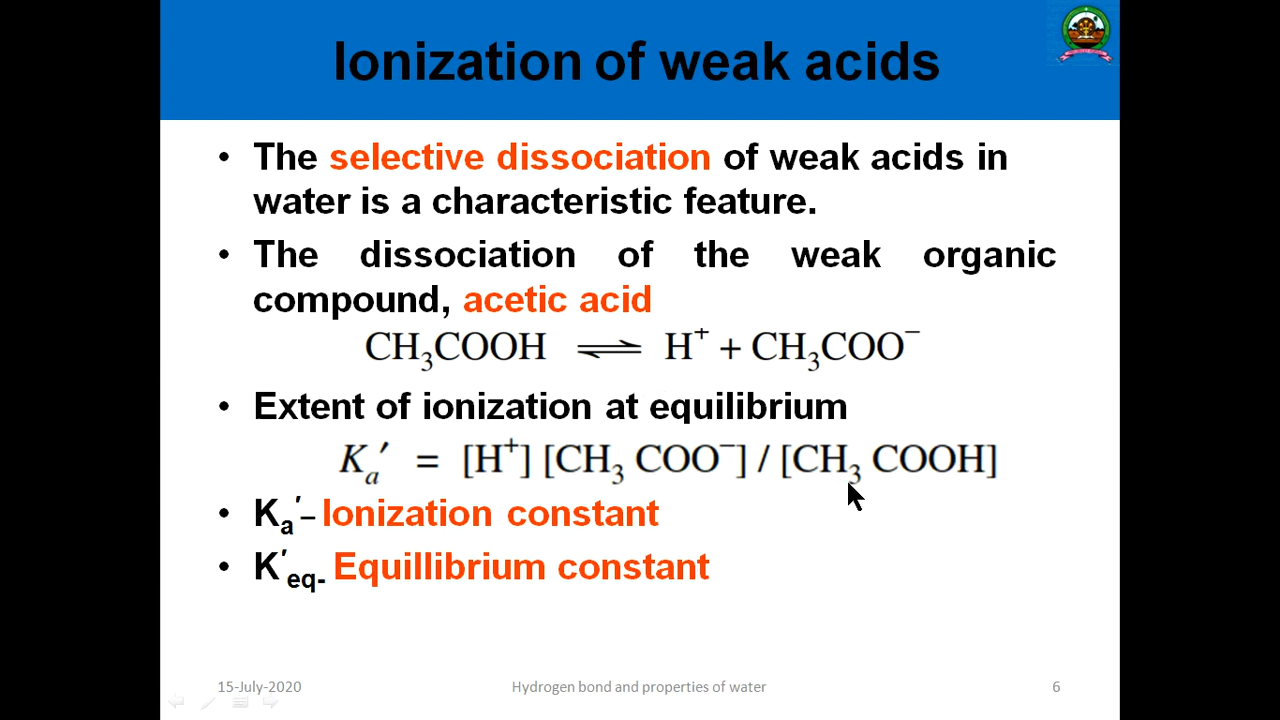 Ionization of weak acids
• The selective dissociation of weak acids in
water is a characteristic feature.
• The dissociation of the weak organic
compound, acetic acid
CH₃COOH ⇌ H⁺ + CH₃COO⁻
• Extent of ionization at equilibrium
Kₐ′ = [H⁺] [CH₃ COO⁻] / [CH₃ COOH]
• Kₐ′– Ionization constant
• K′eq- Equillibrium constant
15-July-2020 Hydrogen bond and properties of water 6